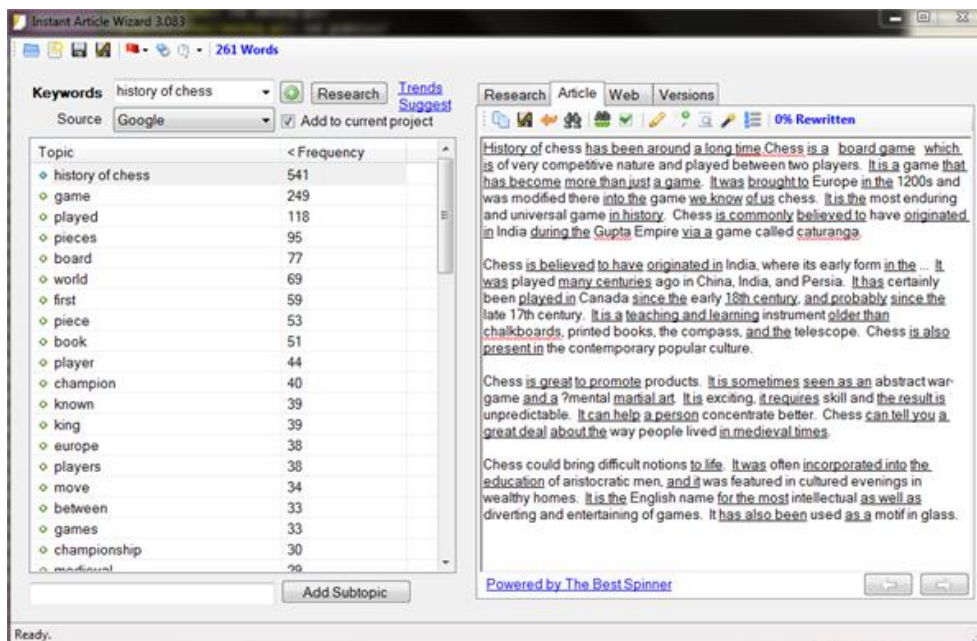 Instant Article Wizard 3.083
261 Words
Keywords history of chess Research Trends
Suggest
Source Google Add to current project
Topic < Frequency
history of chess 541
game 249
played 118
pieces 95
board 77
world 69
first 59
piece 53
book 51
player 44
champion 40
known 39
king 39
europe 38
players 38
move 34
between 33
games 33
championship 30
medieval 29
Add Subtopic
Research Article Web Versions
0% Rewritten
History of chess has been around a long time.Chess is a board game which
is of very competitive nature and played between two players. It is a game that
has become more than just a game. It was brought to Europe in the 1200s and
was modified there into the game we know of us chess. It is the most enduring
and universal game in history. Chess is commonly believed to have originated
in India during the Gupta Empire via a game called caturanga.
Chess is believed to have originated in India, where its early form in the ... It
was played many centuries ago in China, India, and Persia. It has certainly
been played in Canada since the early 18th century, and probably since the
late 17th century. It is a teaching and learning instrument older than
chalkboards, printed books, the compass, and the telescope. Chess is also
present in the contemporary popular culture.
Chess is great to promote products. It is sometimes seen as an abstract war-
game and a ?mental martial art. It is exciting, it requires skill and the result is
unpredictable. It can help a person concentrate better. Chess can tell you a
great deal about the way people lived in medieval times.
Chess could bring difficult notions to life. It was often incorporated into the
education of aristocratic men, and it was featured in cultured evenings in
wealthy homes. It is the English name for the most intellectual as well as
diverting and entertaining of games. It has also been used as a motif in glass.
Powered by The Best Spinner
Ready.